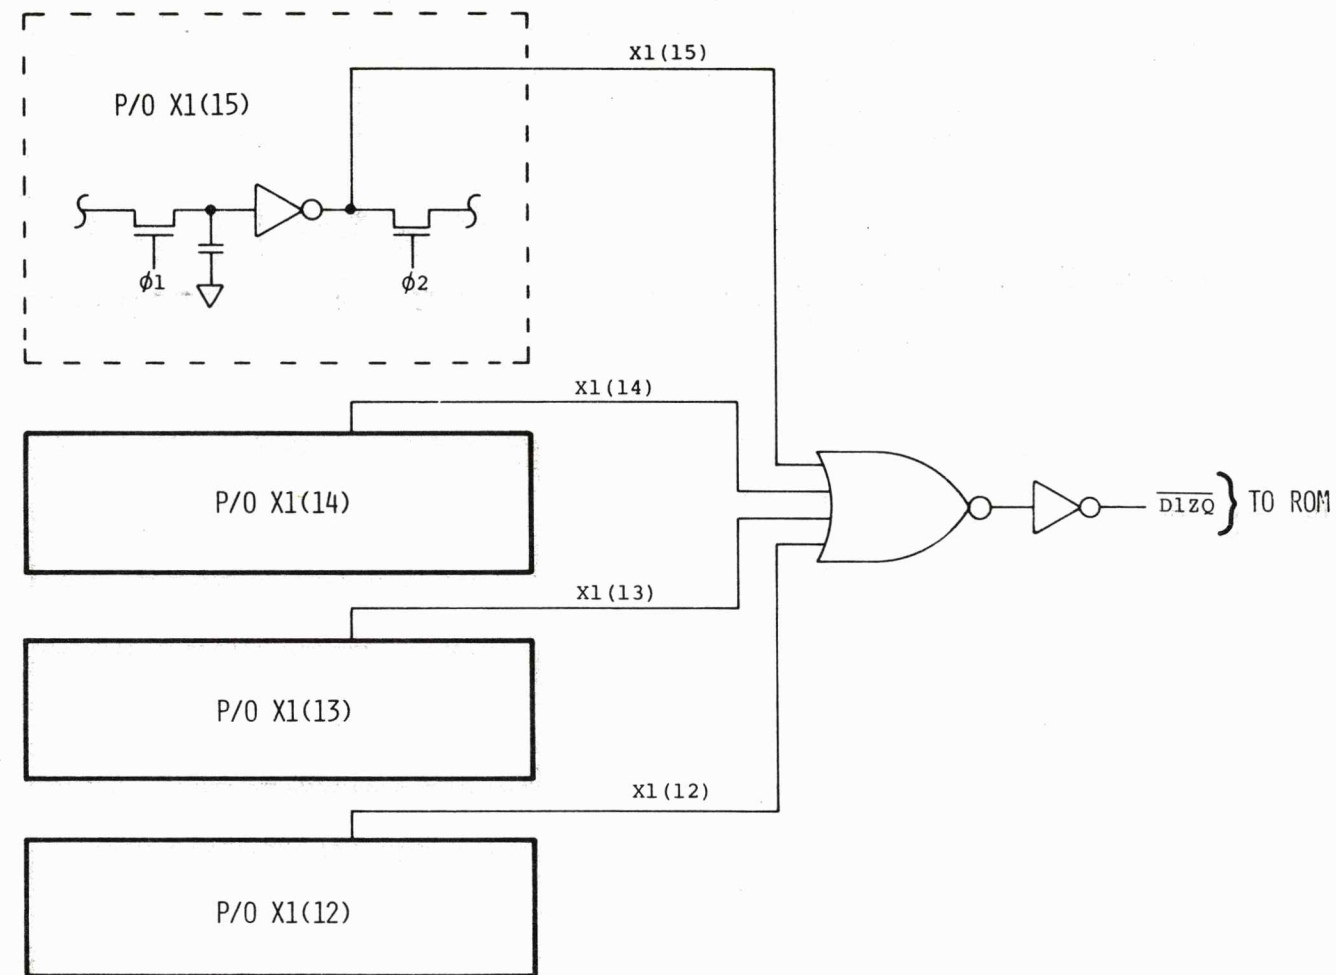 X1(15)
P/O X1(15)
ϕ1
ϕ2
X1(14)
P/O X1(14)
D1ZQ } TO ROM
X1(13)
P/O X1(13)
X1(12)
P/O X1(12)